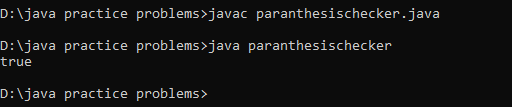 D:\java practice problems>javac paranthesischecker.java
D:\java practice problems>java paranthesischecker
true
D:\java practice problems>